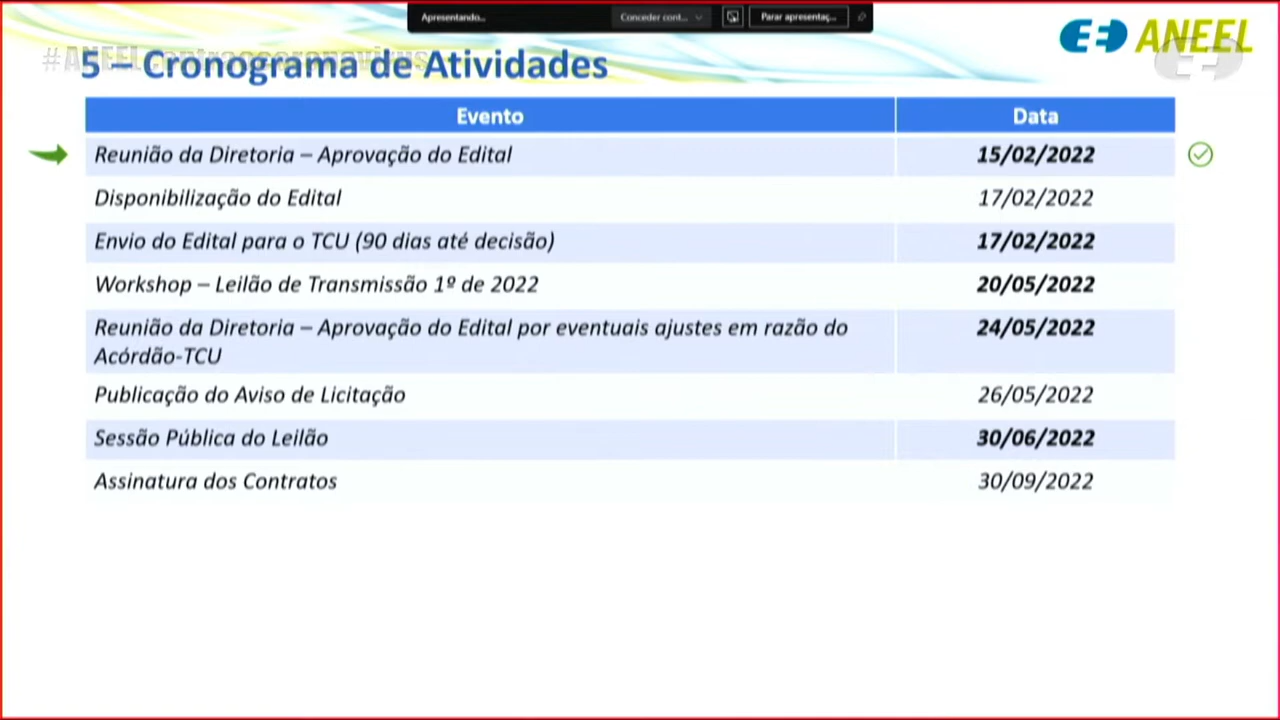 Apresentando...
Conceder cont...
Parar apresentaç...
ANEEL
#ANEELcontraocoronavirus
5 – Cronograma de Atividades
Evento Data
Reunião da Diretoria – Aprovação do Edital 15/02/2022
Disponibilização do Edital 17/02/2022
Envio do Edital para o TCU (90 dias até decisão) 17/02/2022
Workshop – Leilão de Transmissão 1º de 2022 20/05/2022
Reunião da Diretoria – Aprovação do Edital por eventuais ajustes em razão do 24/05/2022
Acórdão-TCU
Publicação do Aviso de Licitação 26/05/2022
Sessão Pública do Leilão 30/06/2022
Assinatura dos Contratos 30/09/2022